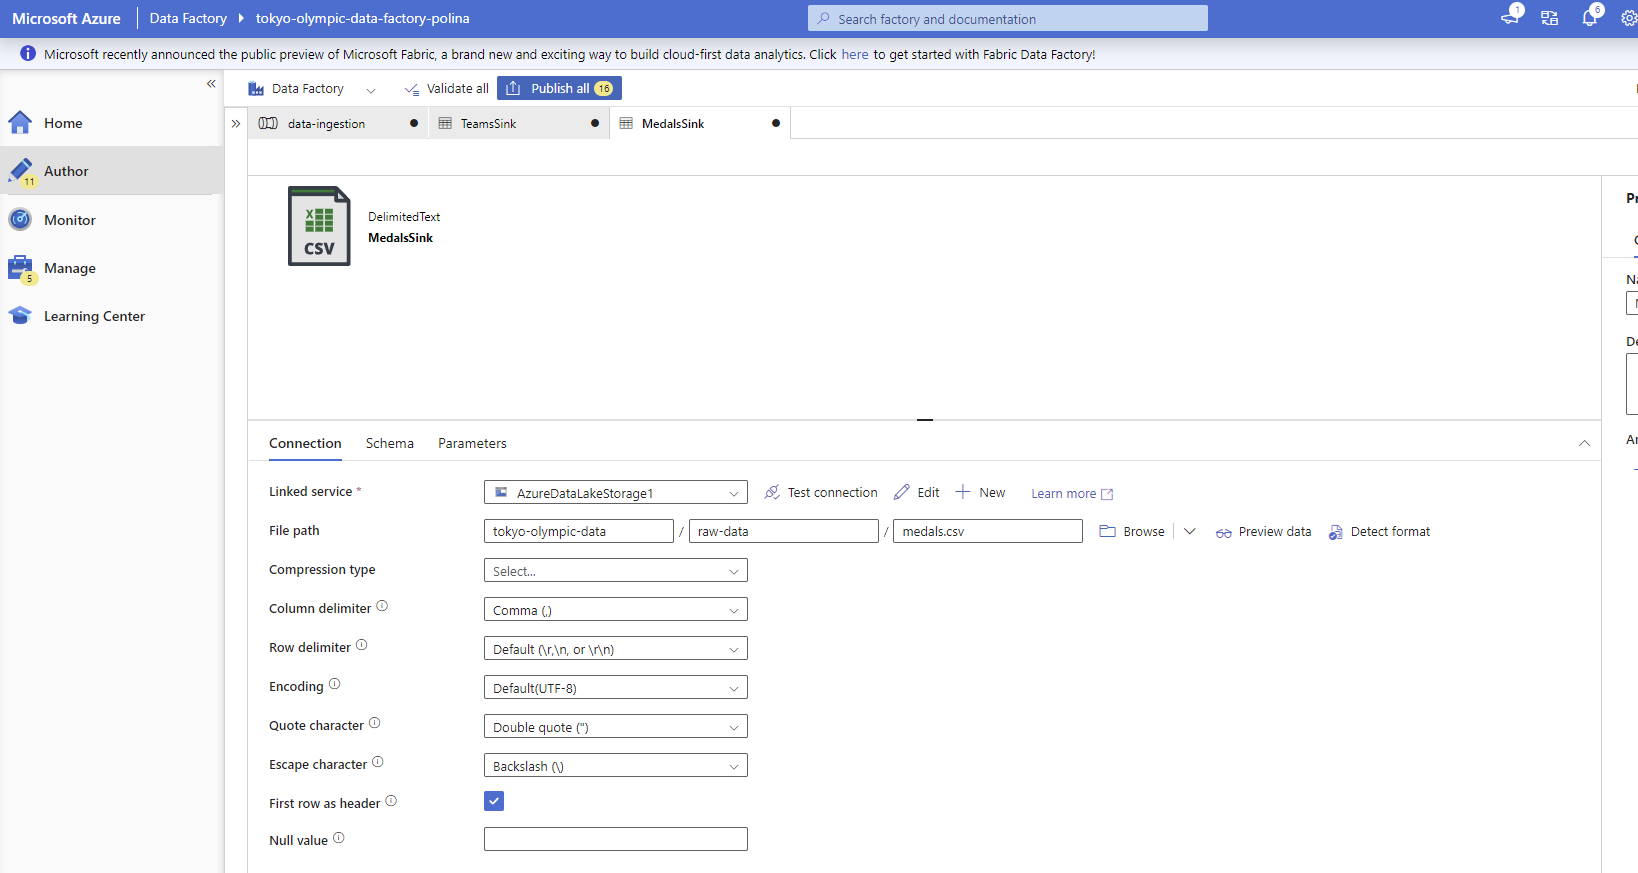 Microsoft Azure
Data Factory
tokyo-olympic-data-factory-polina
Search factory and documentation
1
6
Microsoft recently announced the public preview of Microsoft Fabric, a brand new and exciting way to build cloud-first data analytics. Click here to get started with Fabric Data Factory!
Data Factory
Validate all
Publish all 16
Home
Author
11
Monitor
Manage
5
Learning Center
data-ingestion
TeamsSink
MedalsSink
CSV
DelimitedText
MedalsSink
Connection
Schema
Parameters
Linked service *
AzureDataLakeStorage1
Test connection
Edit
New
Learn more
File path
tokyo-olympic-data / raw-data / medals.csv
Browse
Preview data
Detect format
Compression type
Select...
Column delimiter
Comma (,)
Row delimiter
Default (\r,\n, or \r\n)
Encoding
Default(UTF-8)
Quote character
Double quote (")
Escape character
Backslash (\)
First row as header
Null value